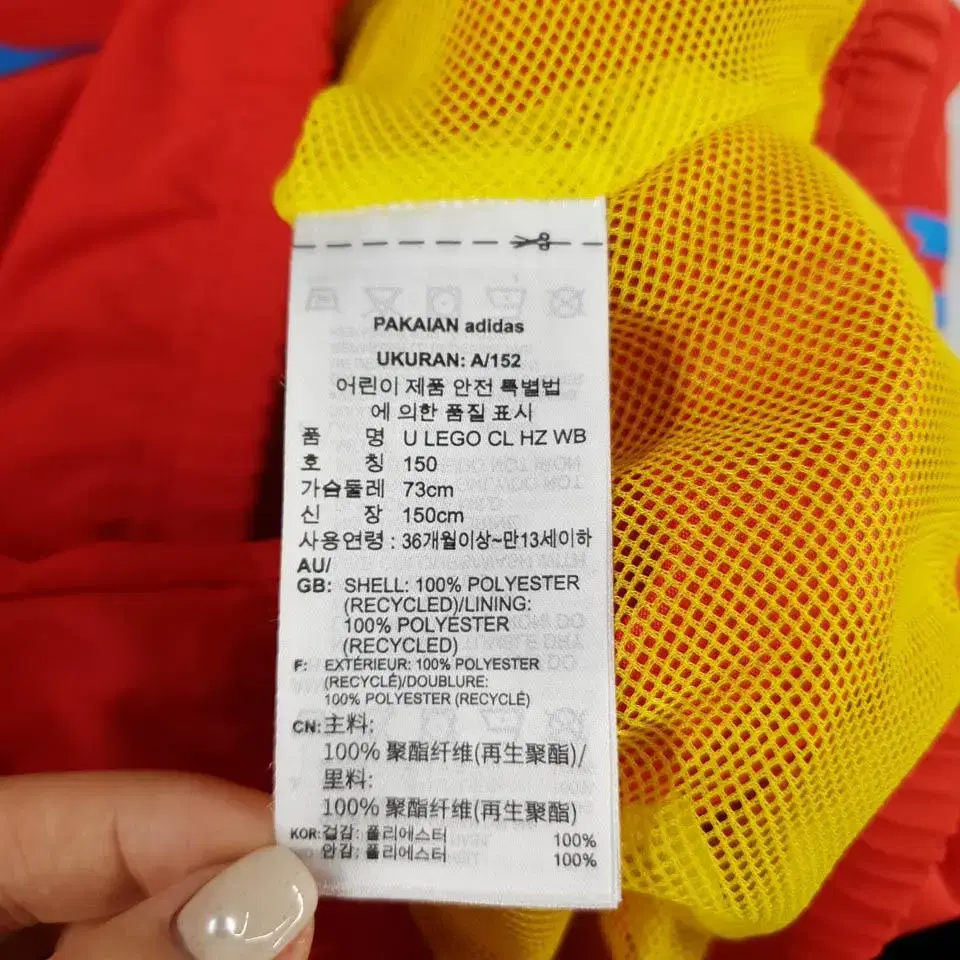 PAKAIAN adidas
UKURAN: A/152
어린이 제품 안전 특별법
에 의한 품질 표시
품 명 U LEGO CL HZ WB
호 칭 150
가슴둘레 73cm
신 장 150cm
사용연령 : 36개월이상~만13세이하
AU/
GB: SHELL: 100% POLYESTER
(RECYCLED)/LINING:
100% POLYESTER
(RECYCLED)
F: EXTÉRIEUR: 100% POLYESTER
(RECYCLÉ)/DOUBLURE:
100% POLYESTER (RECYCLÉ)
CN: 主料:
100% 聚酯纤维(再生聚酯)/
里料:
100% 聚酯纤维(再生聚酯)
KOR: 겉감: 폴리에스터 100%
안감: 폴리에스터 100%